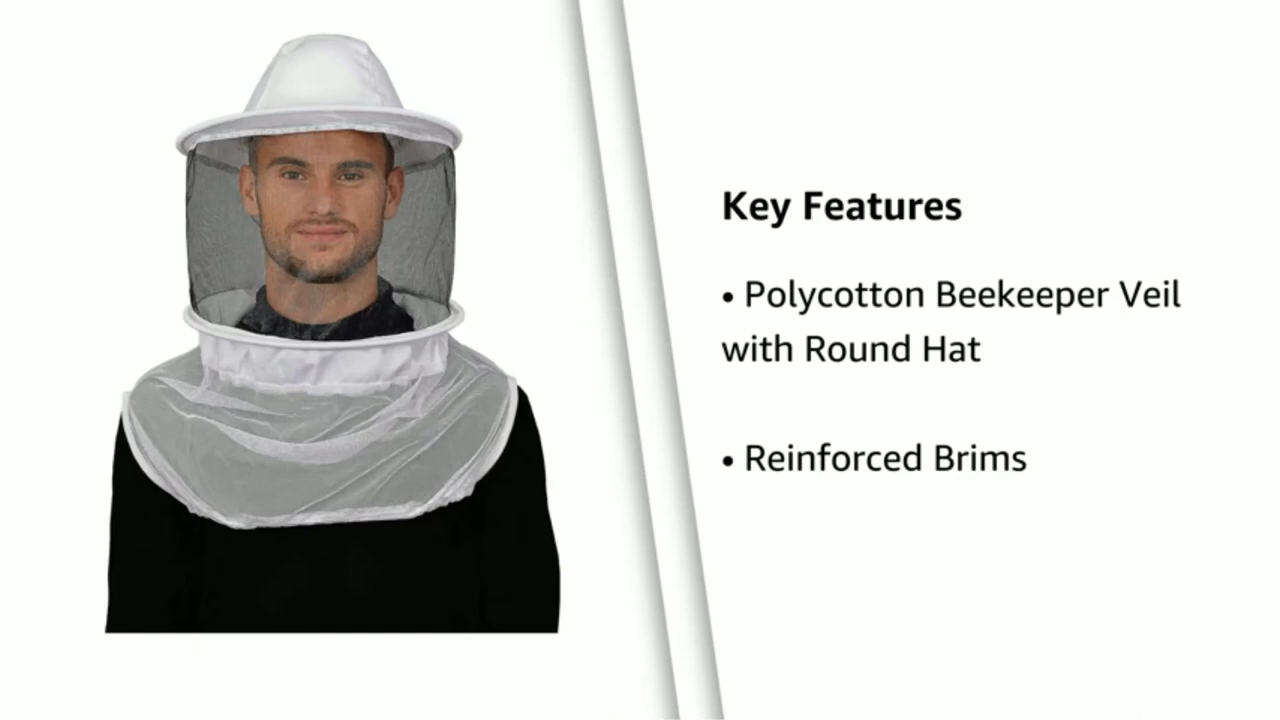 Key Features
• Polycotton Beekeeper Veil
with Round Hat
• Reinforced Brims